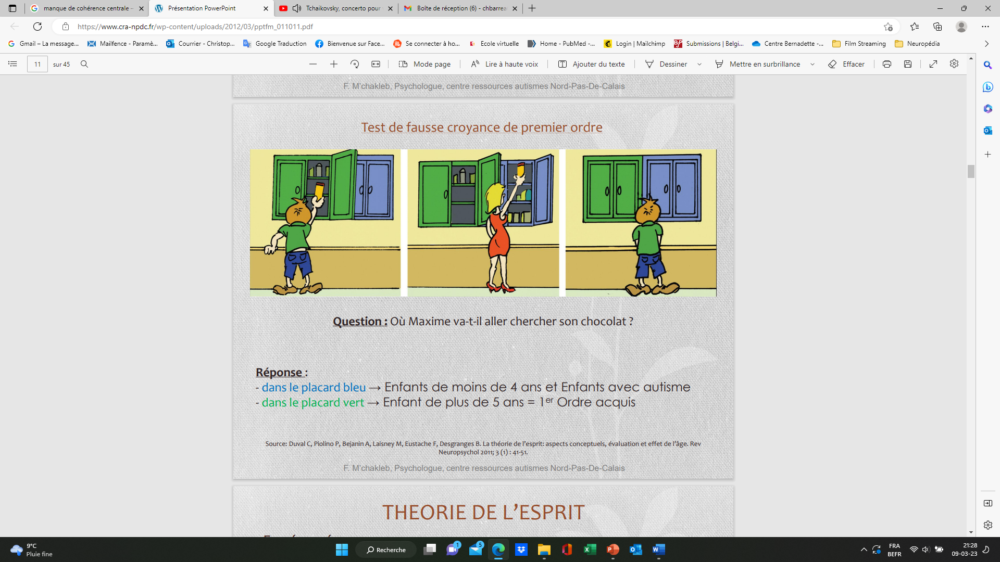 manque de cohérence centrale –
Présentation PowerPoint
Tchaikovsky, concerto pour
Boîte de réception (6) - chbarrea
https://www.cra-npdc.fr/wp-content/uploads/2012/03/pptfm_011011.pdf
Gmail – La message...
Mailfence - Paramè...
Courrier - Christop...
Google Traduction
Bienvenue sur Face...
Se connecter à ho...
Ecole virtuelle
Home - PubMed -...
Login | Mailchimp
Submissions | Belgi...
Centre Bernadette -...
Film Streaming
Neuropédia
11 sur 45
Mode page
Lire à haute voix
Ajouter du texte
Dessiner
Mettre en surbrillance
Effacer
F. M'chakleb, Psychologue, centre ressources autismes Nord-Pas-De-Calais
Test de fausse croyance de premier ordre
Question : Où Maxime va-t-il aller chercher son chocolat ?
Réponse :
- dans le placard bleu → Enfants de moins de 4 ans et Enfants avec autisme
- dans le placard vert → Enfant de plus de 5 ans = 1er Ordre acquis
Source: Duval C, Piolino P, Bejanin A, Laisney M, Eustache F, Desgranges B. La théorie de l'esprit: aspects conceptuels, évaluation et effet de l'âge. Rev
Neuropsychol 2011; 3 (1) : 41-51.
F. M'chakleb, Psychologue, centre ressources autismes Nord-Pas-De-Calais
THEORIE DE L'ESPRIT
9°C
Pluie fine
Recherche
1
5
FRA
BEFR
21:28
09-03-23